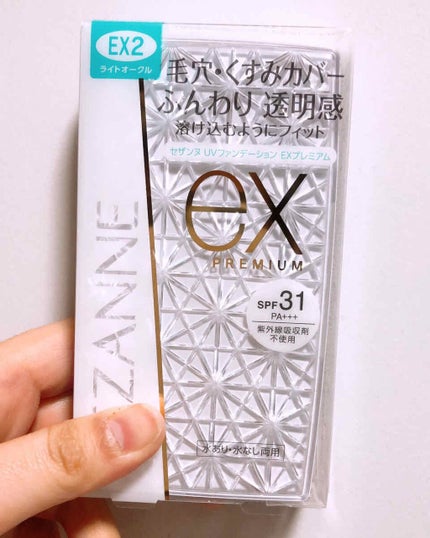 EX2
ライトオークル
毛穴・くすみカバー
ふんわり 透明感
溶け込むようにフィット
セザンヌ UVファンデーション EXプレミアム
ex
PREMIUM
ZANNE
SPF31
PA+++
紫外線吸収剤
不使用
水あり・水なし両用